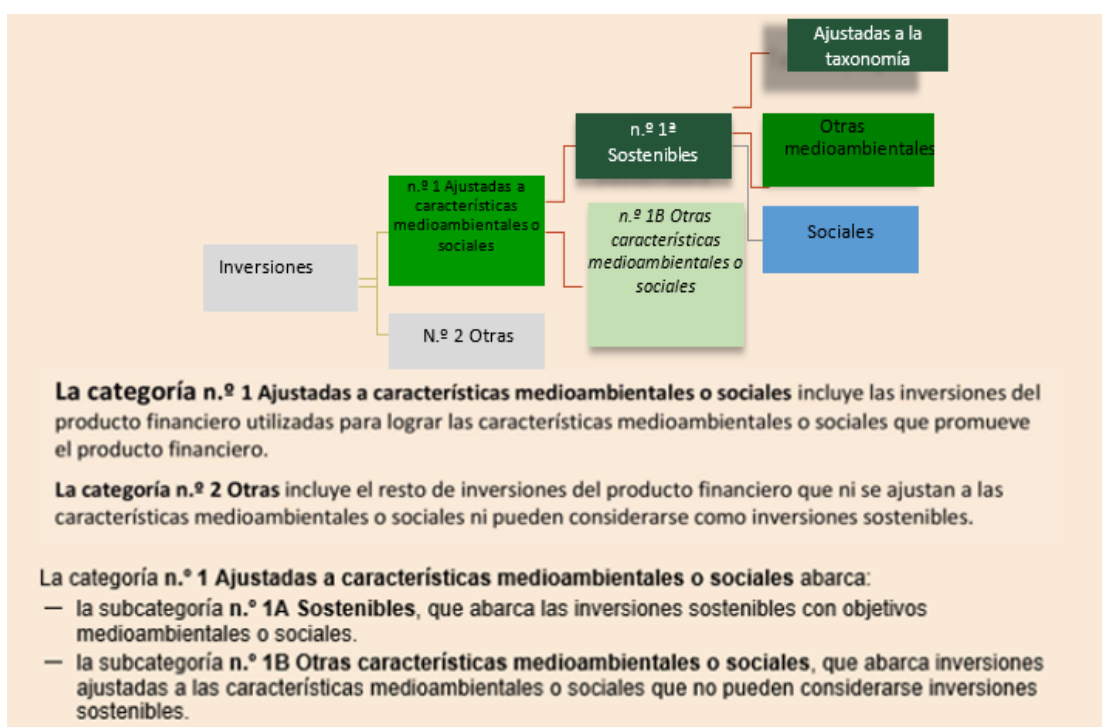 Ajustadas a la
taxonomía
n.º 1ª
Sostenibles
Otras
medioambientales
n.º 1 Ajustadas a
características
medioambientales o
sociales
n.º 1B Otras
características
medioambientales o
sociales
Sociales
Inversiones
N.º 2 Otras
La categoría n.º 1 Ajustadas a características medioambientales o sociales incluye las inversiones del
producto financiero utilizadas para lograr las características medioambientales o sociales que promueve
el producto financiero.
La categoría n.º 2 Otras incluye el resto de inversiones del producto financiero que ni se ajustan a las
características medioambientales o sociales ni pueden considerarse como inversiones sostenibles.
La categoría n.º 1 Ajustadas a características medioambientales o sociales abarca:
— la subcategoría n.º 1A Sostenibles, que abarca las inversiones sostenibles con objetivos
medioambientales o sociales.
— la subcategoría n.º 1B Otras características medioambientales o sociales, que abarca inversiones
ajustadas a las características medioambientales o sociales que no pueden considerarse inversiones
sostenibles.